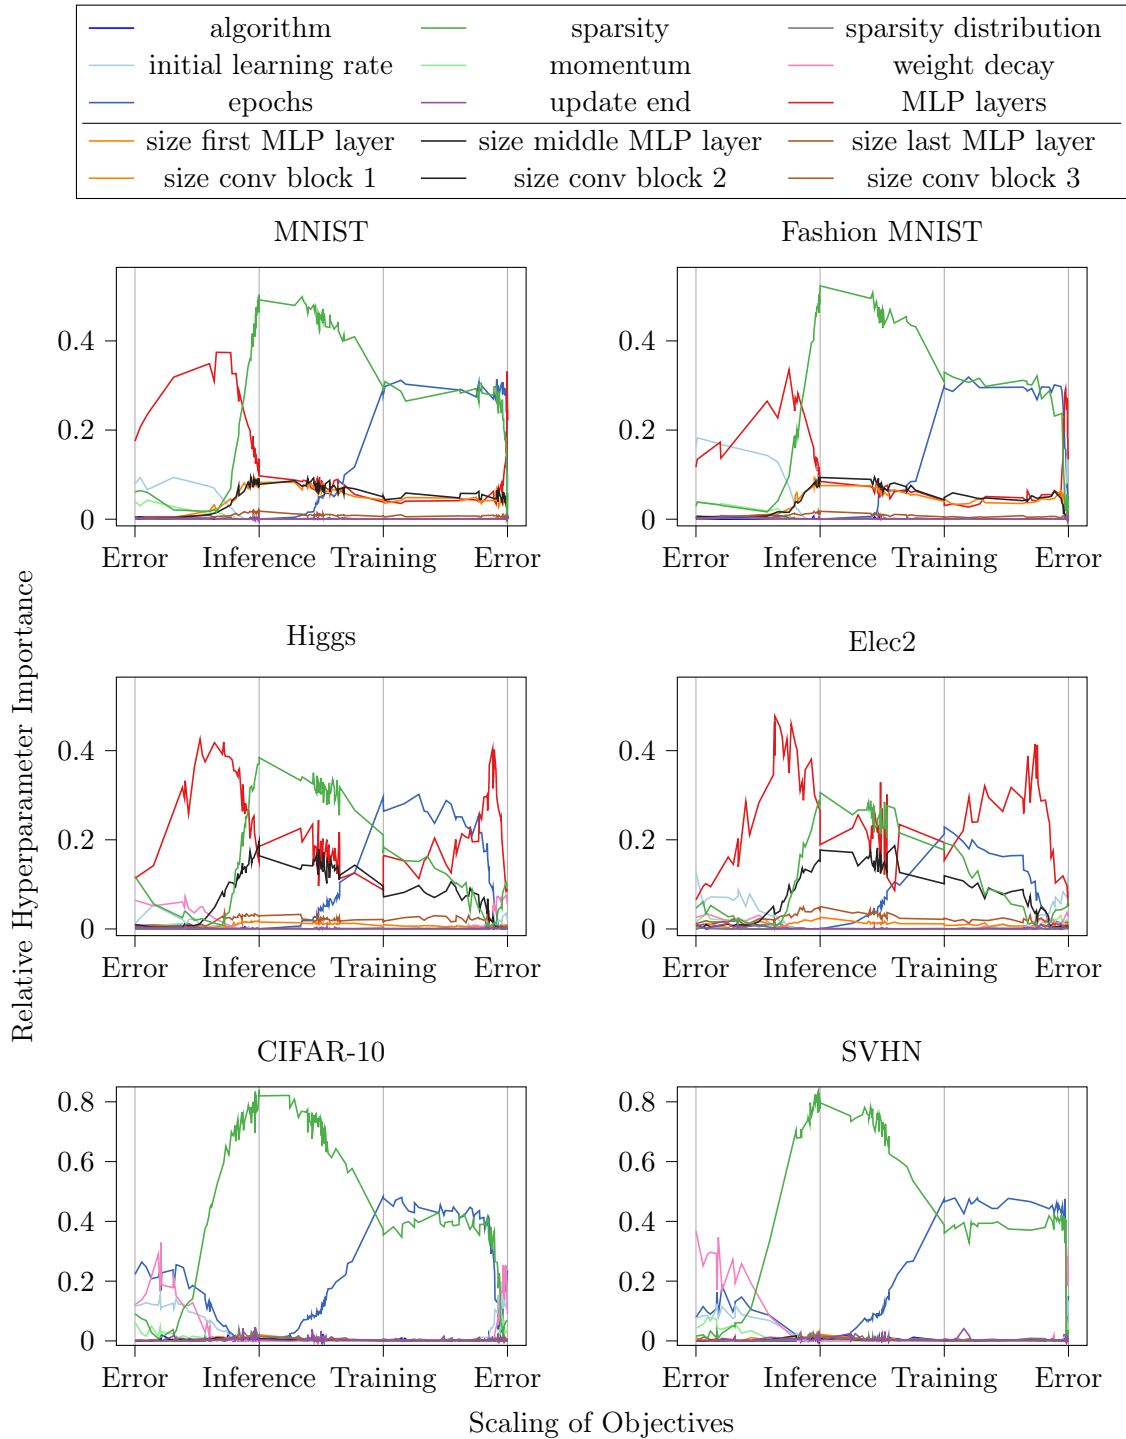 algorithm sparsity sparsity distribution
initial learning rate momentum weight decay
epochs update end MLP layers
size first MLP layer size middle MLP layer size last MLP layer
size conv block 1 size conv block 2 size conv block 3
MNIST Fashion MNIST
0.4 0.4
0.2 0.2
0 0
Error Inference Training Error Error Inference Training Error
Relative Hyperparameter Importance
Higgs Elec2
0.4 0.4
0.2 0.2
0 0
Error Inference Training Error Error Inference Training Error
CIFAR-10 SVHN
0.8 0.8
0.6 0.6
0.4 0.4
0.2 0.2
0 0
Error Inference Training Error Error Inference Training Error
Scaling of Objectives